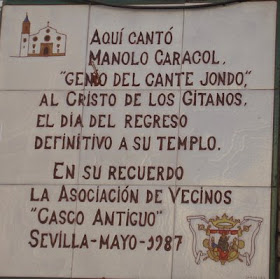 Aquí cantó
Manolo Caracol,
"Genio del Cante Jondo",
al Cristo de los Gitanos,
el día del regreso
definitivo a su Templo.
En su recuerdo
la Asociación de Vecinos
"Casco Antiguo"
Sevilla-Mayo-1987